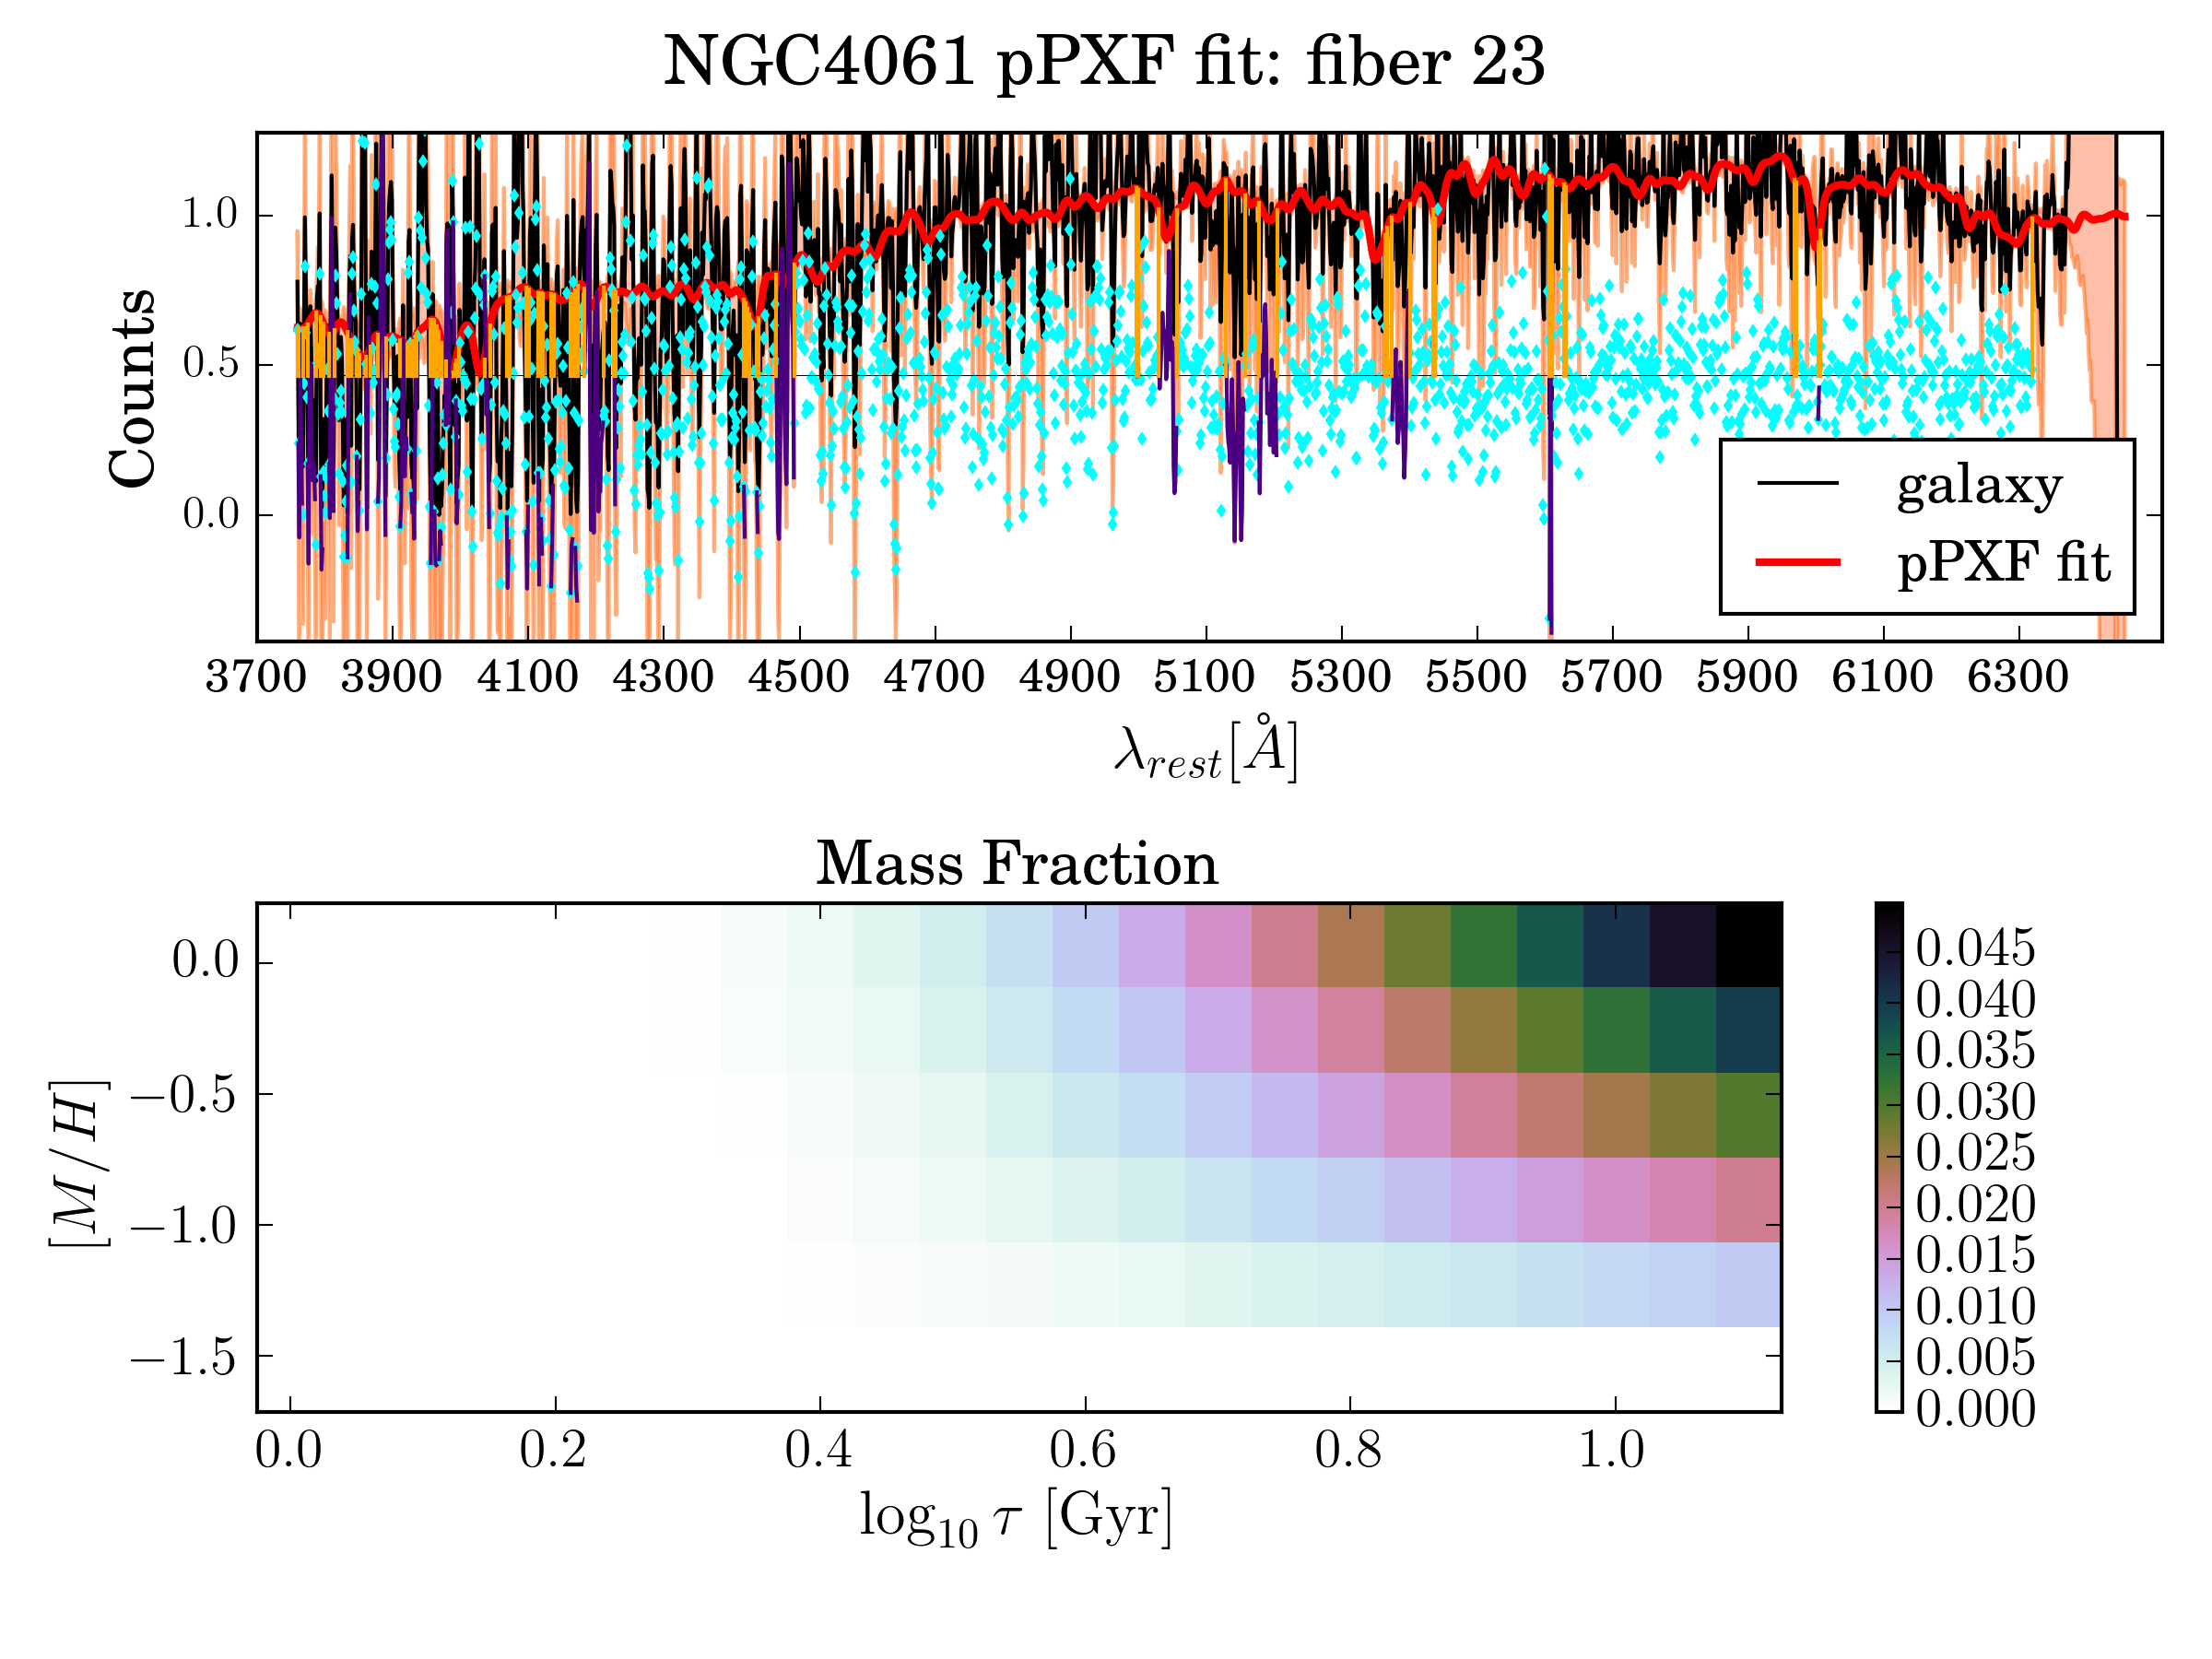 NGC4061 pPXF fit: fiber 23
Counts
1.0
0.5
0.0
galaxy
pPXF fit
3700 3900 4100 4300 4500 4700 4900 5100 5300 5500 5700 5900 6100 6300
λrest[Å]
Mass Fraction
[M/H]
0.0
−0.5
−1.0
−1.5
0.0 0.2 0.4 0.6 0.8 1.0
log10 τ [Gyr]
0.045
0.040
0.035
0.030
0.025
0.020
0.015
0.010
0.005
0.000